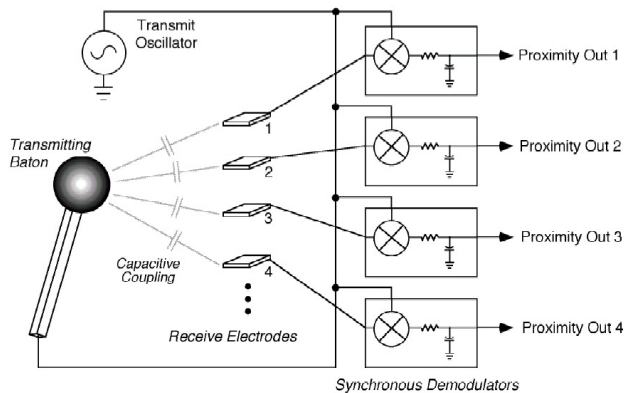 Transmit
Oscillator
Proximity Out 1
Transmitting
Baton
1
2
Proximity Out 2
3
Proximity Out 3
Capacitive
Coupling
4
Receive Electrodes
Proximity Out 4
Synchronous Demodulators